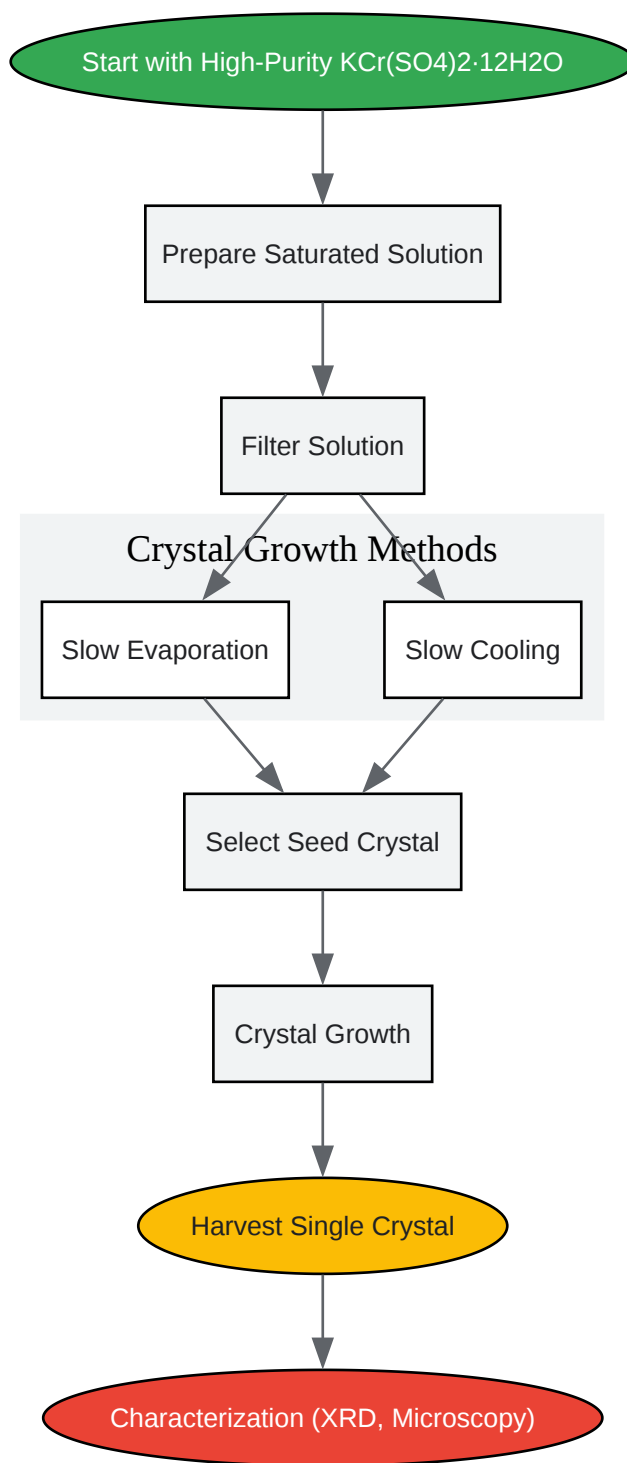 Start with High-Purity KCr(SO4)2·12H2O
Prepare Saturated Solution
Filter Solution
Crystal Growth Methods
Slow Evaporation
Slow Cooling
Select Seed Crystal
Crystal Growth
Harvest Single Crystal
Characterization (XRD, Microscopy)